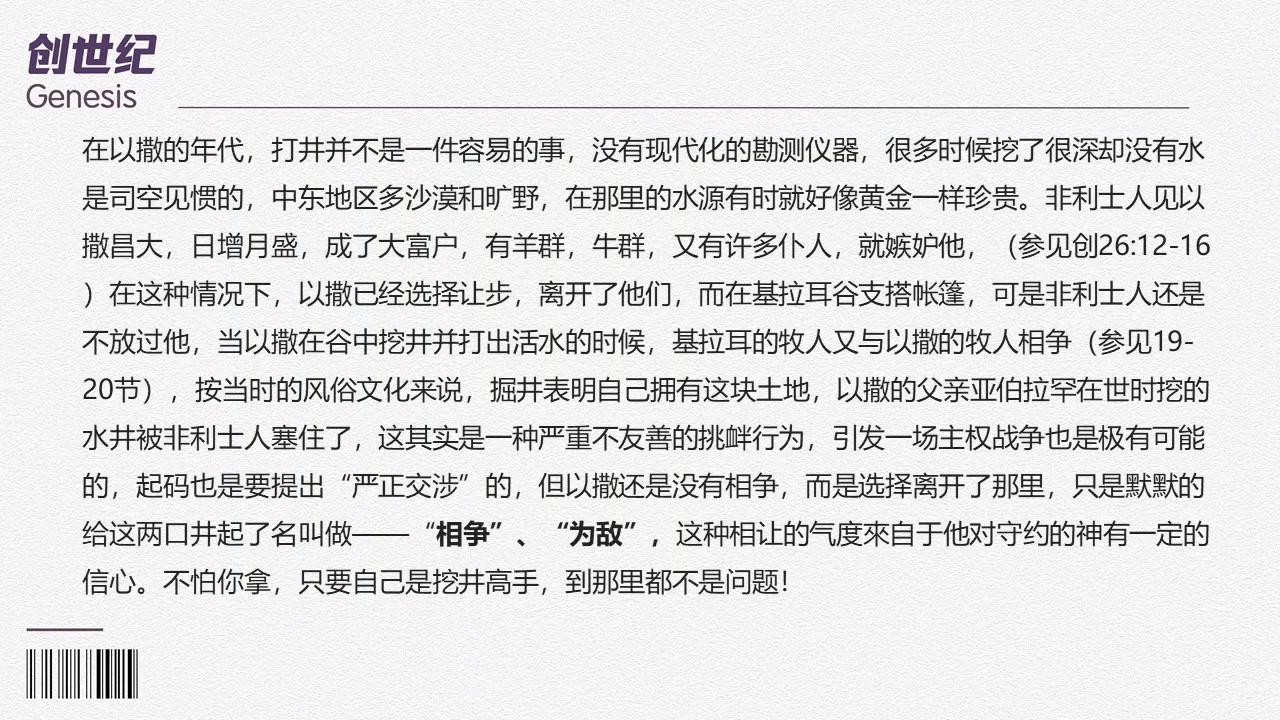 创世纪
Genesis
在以撒的年代，打井并不是一件容易的事，没有现代化的勘测仪器，很多时候挖了很深却没有水
是司空见惯的，中东地区多沙漠和旷野，在那里的水源有时就好像黄金一样珍贵。非利士人见以
撒昌大，日增月盛，成了大富户，有羊群，牛群，又有许多仆人，就嫉妒他，（参见创26:12-16
）在这种情况下，以撒已经选择让步，离开了他们，而在基拉耳谷支搭帐篷，可是非利士人还是
不放过他，当以撒在谷中挖井并打出活水的时候，基拉耳的牧人又与以撒的牧人相争（参见19-
20节），按当时的风俗文化来说，掘井表明自己拥有这块土地，以撒的父亲亚伯拉罕在世时挖的
水井被非利士人塞住了，这其实是一种严重不友善的挑衅行为，引发一场主权战争也是极有可能
的，起码也是要提出“严正交涉”的，但以撒还是没有相争，而是选择离开了那里，只是默默的
给这两口井起了名叫做——“相争”、“为敌”，这种相让的气度來自于他对守约的神有一定的
信心。不怕你拿，只要自己是挖井高手，到那里都不是问题！